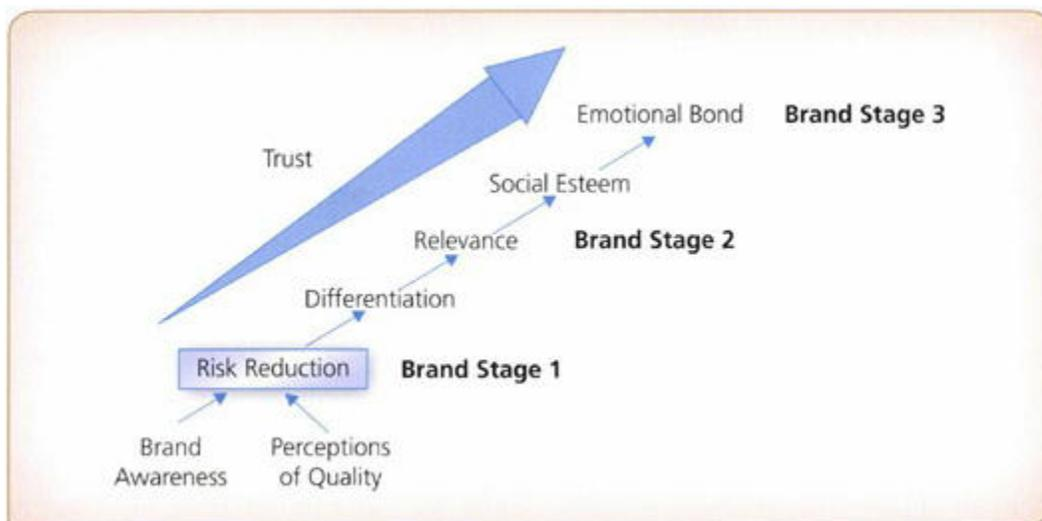 Emotional Bond Brand Stage 3
Trust
Social Esteem
Relevance Brand Stage 2
Differentiation
Risk Reduction Brand Stage 1
Brand Perceptions
Awareness of Quality